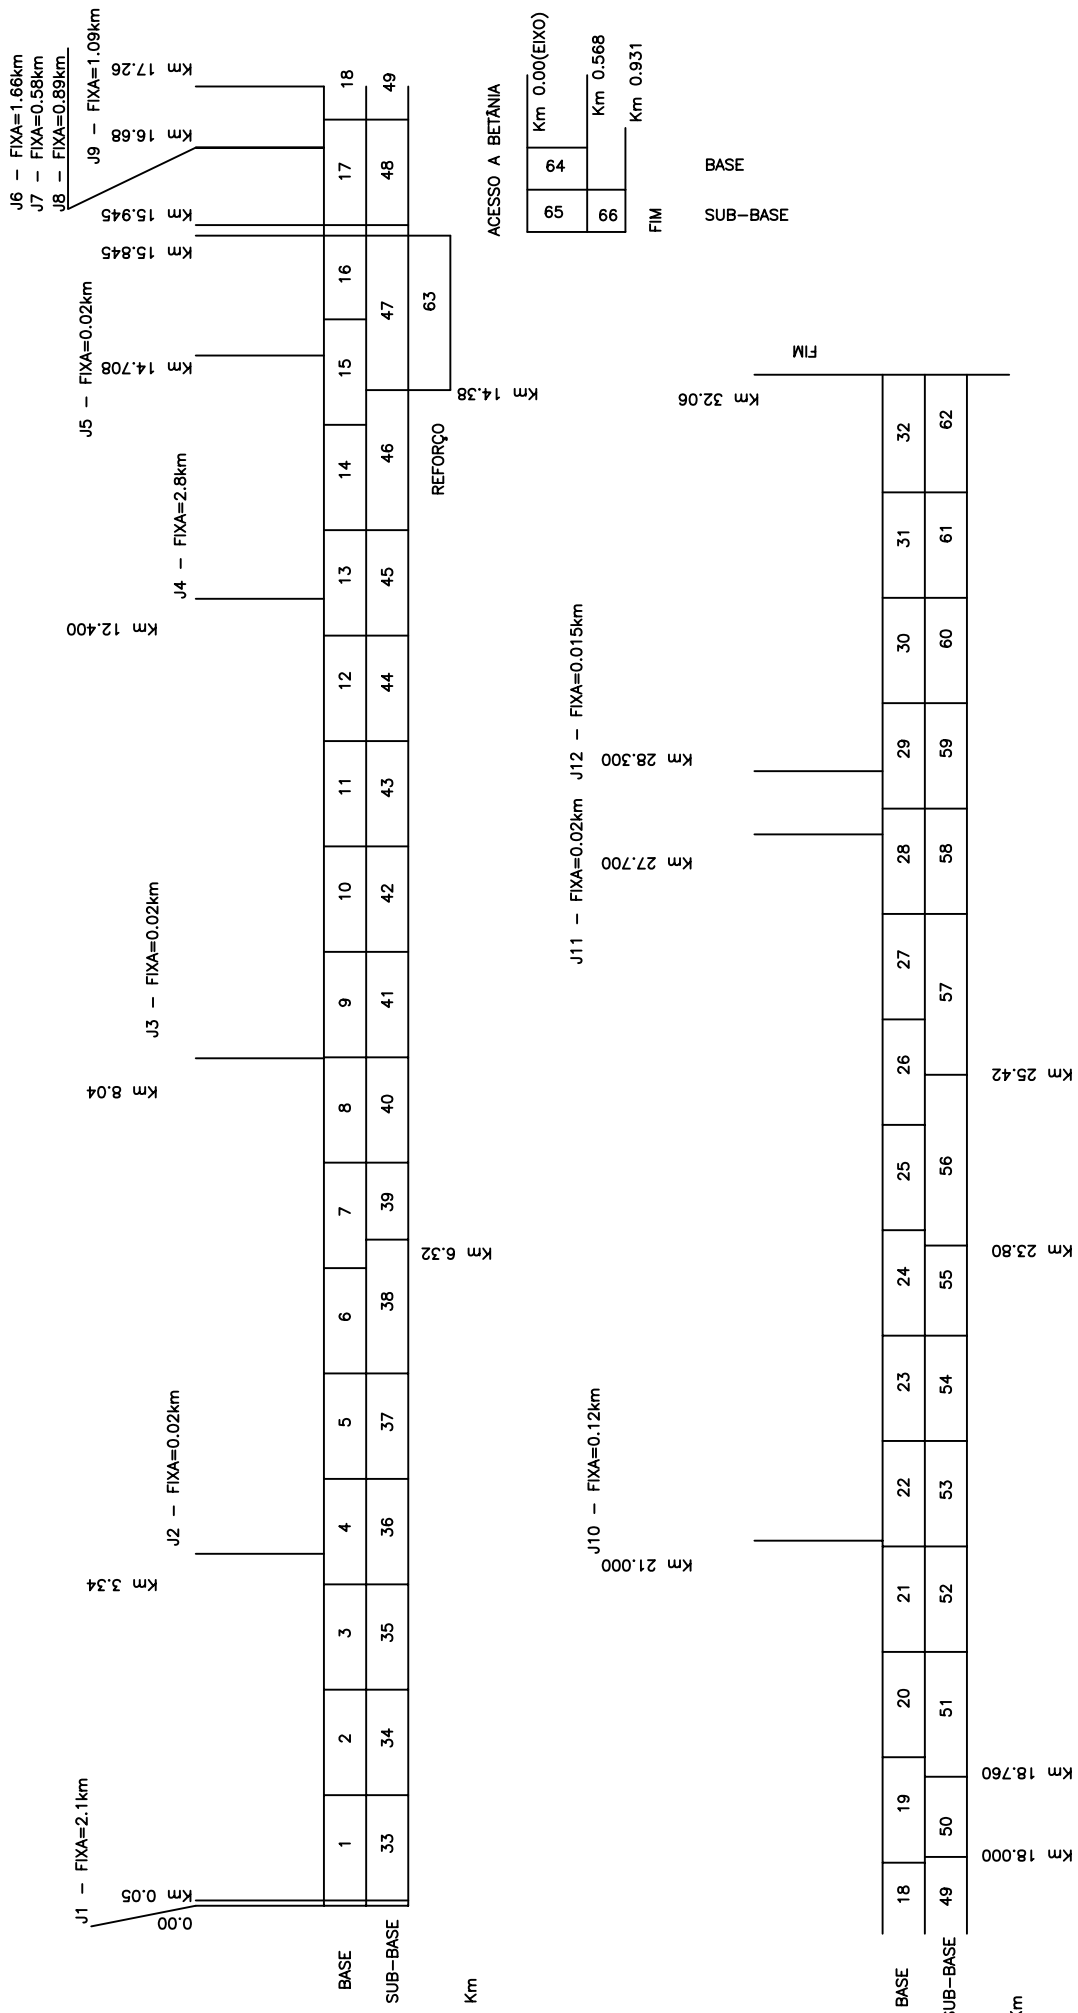 J1 - FIXA=2.1km
J2 - FIXA=0.02km
J3 - FIXA=0.02km
J4 - FIXA=2.8km
J5 - FIXA=0.02km
J6 - FIXA=1.66km
J7 - FIXA=0.58km
J8 - FIXA=0.89km
J9 - FIXA=1.09km
0.00
Km 0.05
Km 3.34
Km 8.04
Km 12.400
Km 14.708
Km 15.845
Km 15.945
Km 16.68
Km 17.26
BASE 1 2 3 4 5 6 7 8 9 10 11 12 13 14 15 16 17 18
SUB-BASE 33 34 35 36 37 38 39 40 41 42 43 44 45 46 47 48 49
REFORÇO 63
Km
Km 6.32
Km 14.38
ACESSO A BETÂNIA
64 Km 0.00(EIXO)
65 66 Km 0.568
Km 0.931
FIM
BASE
SUB-BASE
J10 - FIXA=0.12km
J11 - FIXA=0.02km
J12 - FIXA=0.015km
Km 21.000
Km 27.700
Km 28.300
Km 32.06
FIM
BASE 18 19 20 21 22 23 24 25 26 27 28 29 30 31 32
SUB-BASE 49 50 51 52 53 54 55 56 57 58 59 60 61 62
Km
Km 18.000
Km 18.760
Km 23.80
Km 25.42